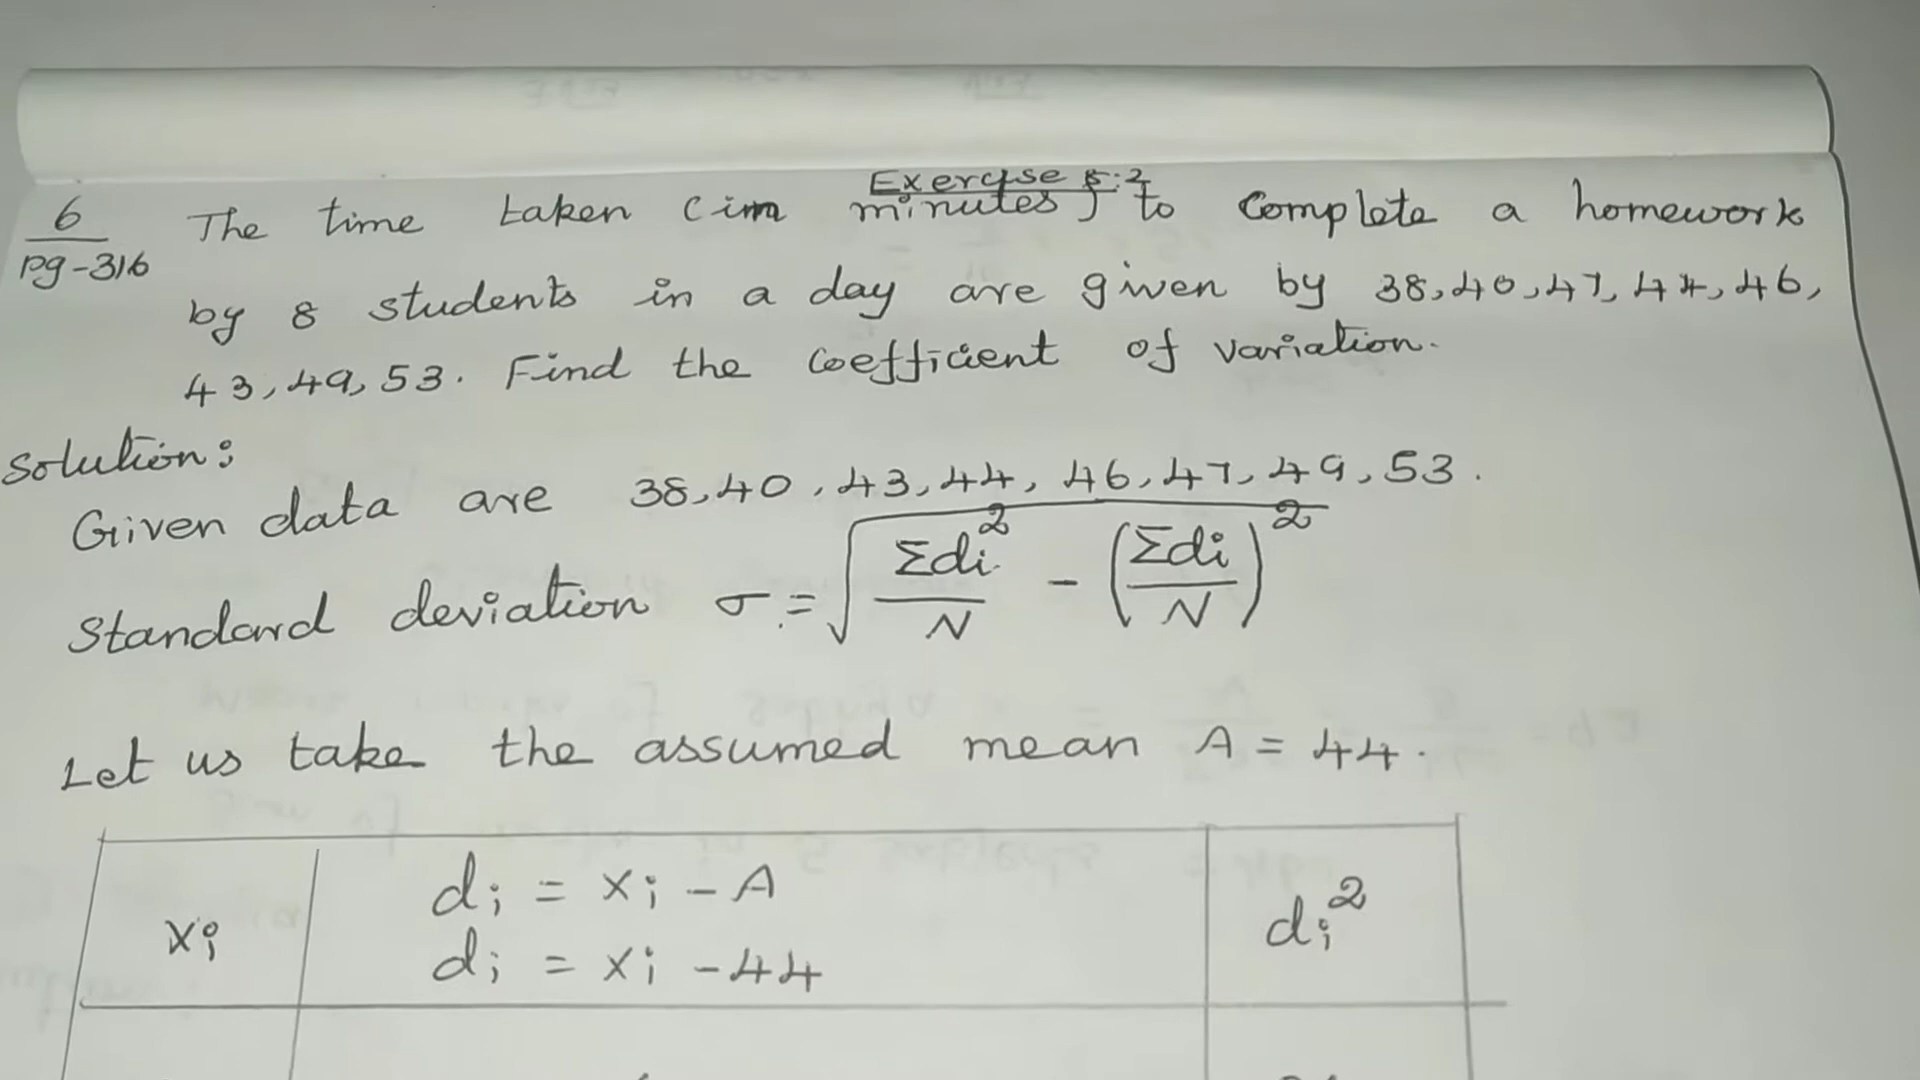 Exercise 8.2
6 The time taken (in minutes) to complete a homework
pg-316
by 8 students in a day are given by 38,40,47,44,46,
43,49,53. Find the coefficient of variation.
Solution:
Given data are 38,40,43,44,46,47,49,53.
Standard deviation σ = √(Σdi²/N - (Σdi/N)²)
Let us take the assumed mean A = 44.
xi di = xi - A di²
di = xi - 44